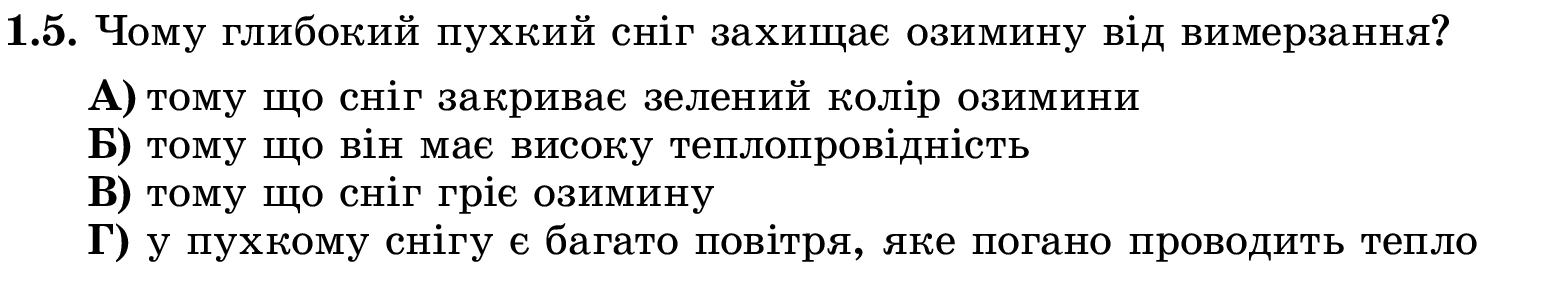 1.5. Чому глибокий пухкий сніг захищає озимину від вимерзання?
А) тому що сніг закриває зелений колір озимини
Б) тому що він має високу теплопровідність
В) тому що сніг гріє озимину
Г) у пухкому снігу є багато повітря, яке погано проводить тепло